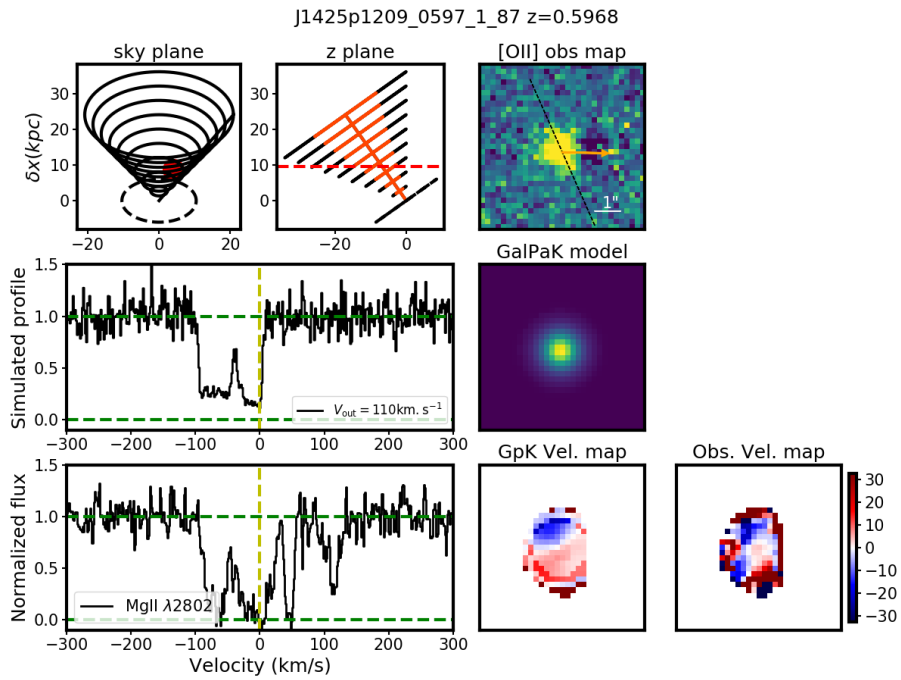 J1425p1209_0597_1_87 z=0.5968
sky plane
z plane
[OII] obs map
δx(kpc)
30
20
10
0
−20 0 20
30
20
10
0
−20 0
1"
Simulated profile
1.5
1.0
0.5
0.0
V_out = 110km. s⁻¹
−300 −200 −100 0 100 200 300
GalPaK model
Normalized flux
1.5
1.0
0.5
0.0
MgII λ2802
−300 −200 −100 0 100 200 300
Velocity (km/s)
GpK Vel. map
Obs. Vel. map
30
20
10
0
−10
−20
−30